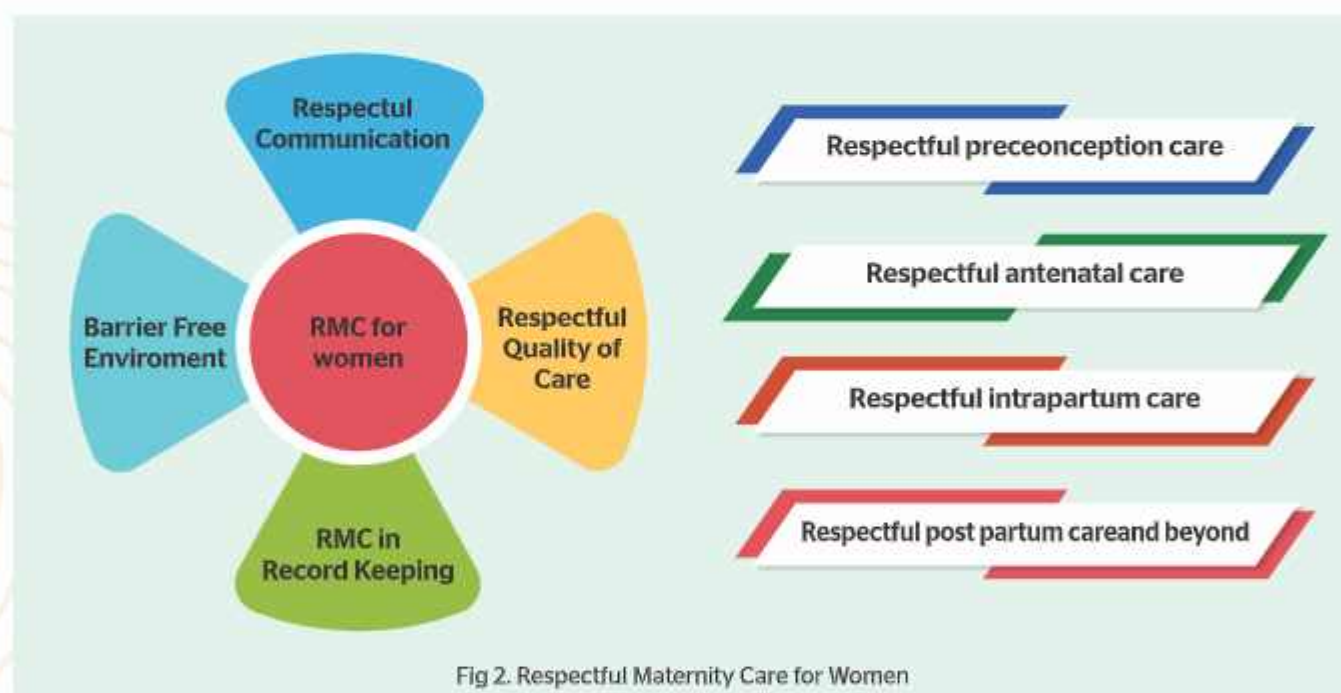 Respectul
Communication
Barrier Free
Enviroment
RMC for
women
Respectful
Quality of
Care
RMC in
Record Keeping
Respectful preceonception care
Respectful antenatal care
Respectful intrapartum care
Respectful post partum careand beyond
Fig 2. Respectful Maternity Care for Women